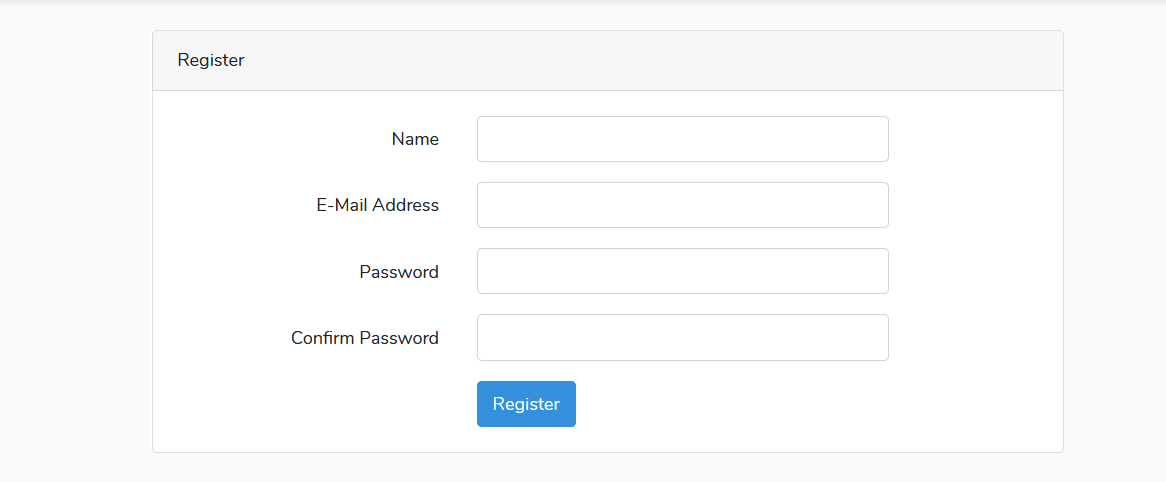 Register
Name
E-Mail Address
Password
Confirm Password
Register